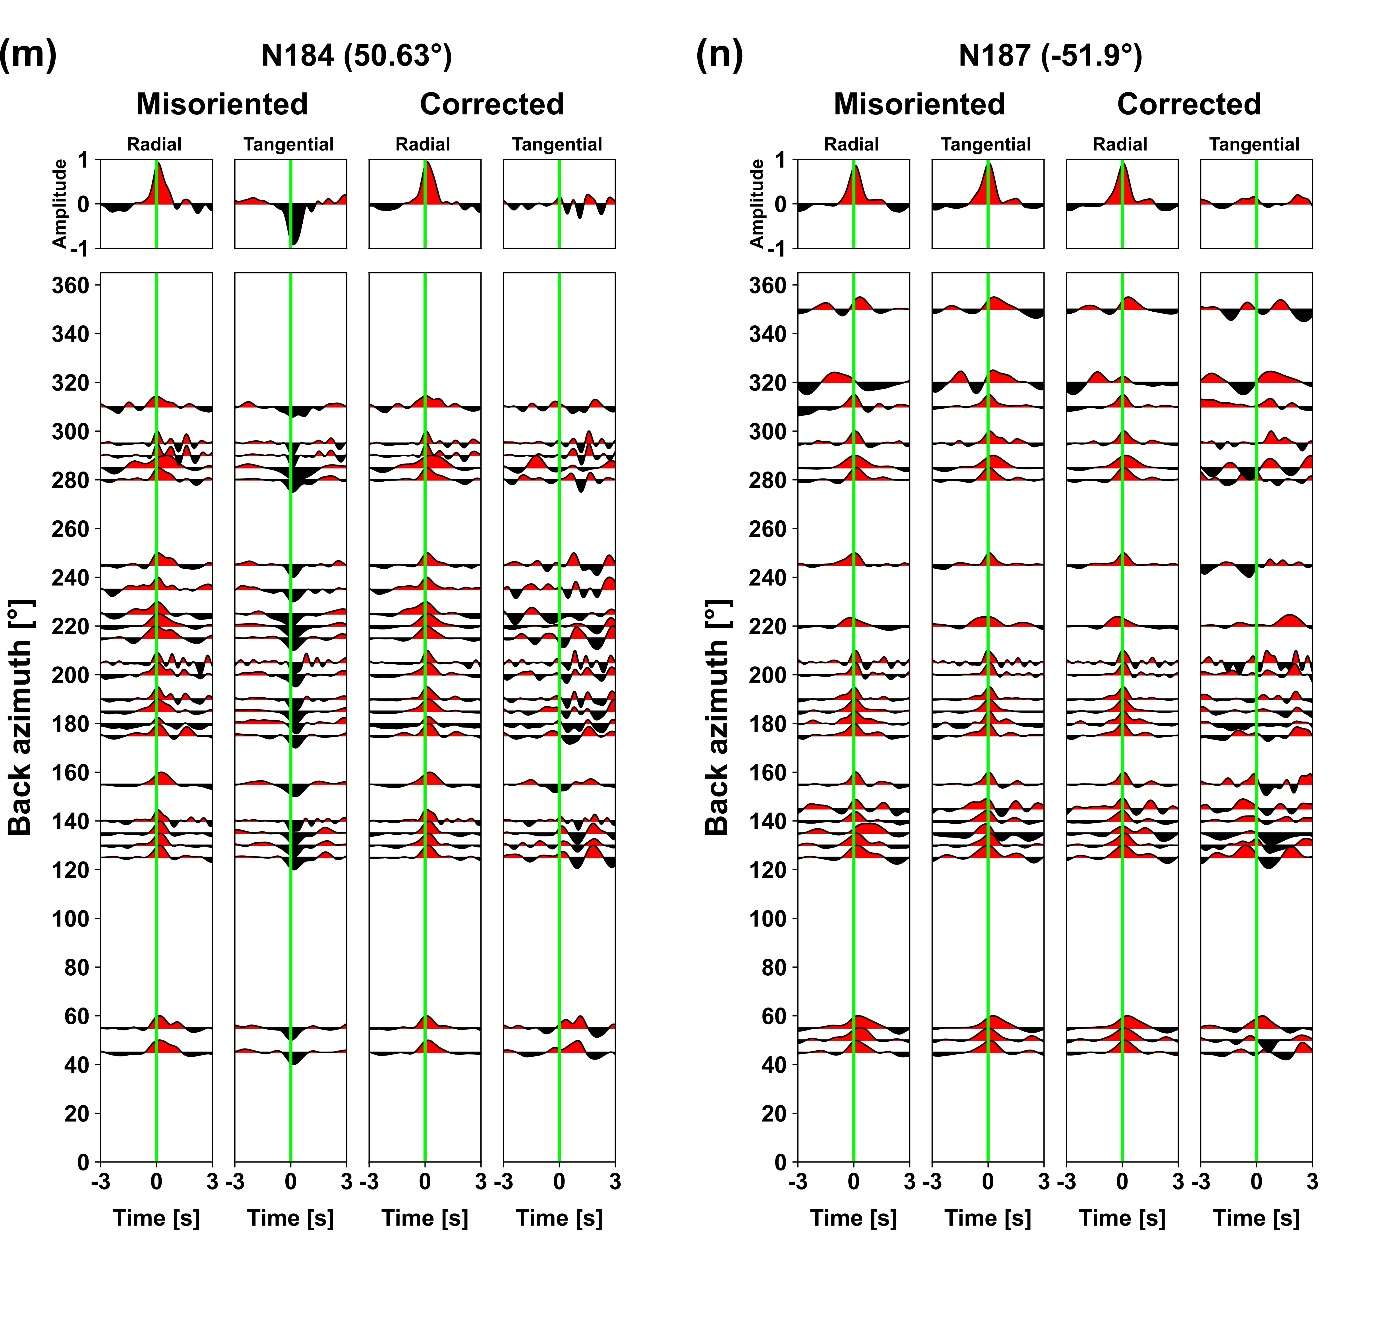 (m) N184 (50.63°) (n) N187 (-51.9°)
Misoriented Corrected Misoriented Corrected
Radial Tangential Radial Tangential Radial Tangential Radial Tangential
Amplitude 1 0 -1 Amplitude 1 0 -1
Back azimuth [°] Back azimuth [°]
360 360
340 340
320 320
300 300
280 280
260 260
240 240
220 220
200 200
180 180
160 160
140 140
120 120
100 100
80 80
60 60
40 40
20 20
0 0
-3 0 3 -3 0 3 -3 0 3 -3 0 3 -3 0 3 -3 0 3 -3 0 3 -3 0 3
Time [s] Time [s] Time [s] Time [s] Time [s] Time [s] Time [s] Time [s]